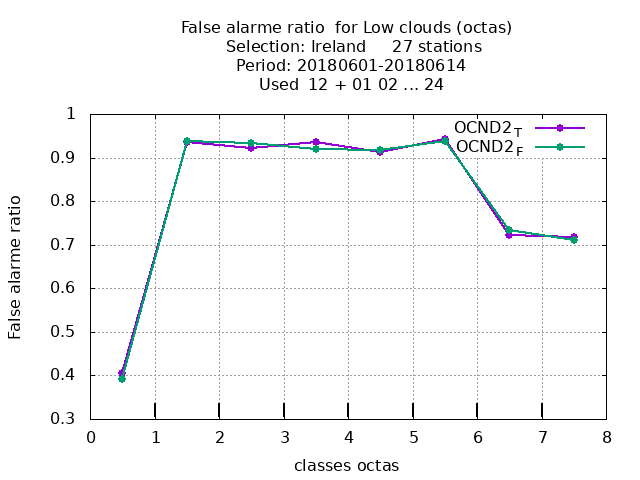 False alarme ratio  for Low clouds (octas)
Selection: Ireland     27 stations
Period: 20180601-20180614
Used  12 + 01 02 ... 24
OCND2_T
OCND2_F
1
0.9
0.8
0.7
0.6
0.5
0.4
0.3
False alarme ratio
0 1 2 3 4 5 6 7 8
classes octas